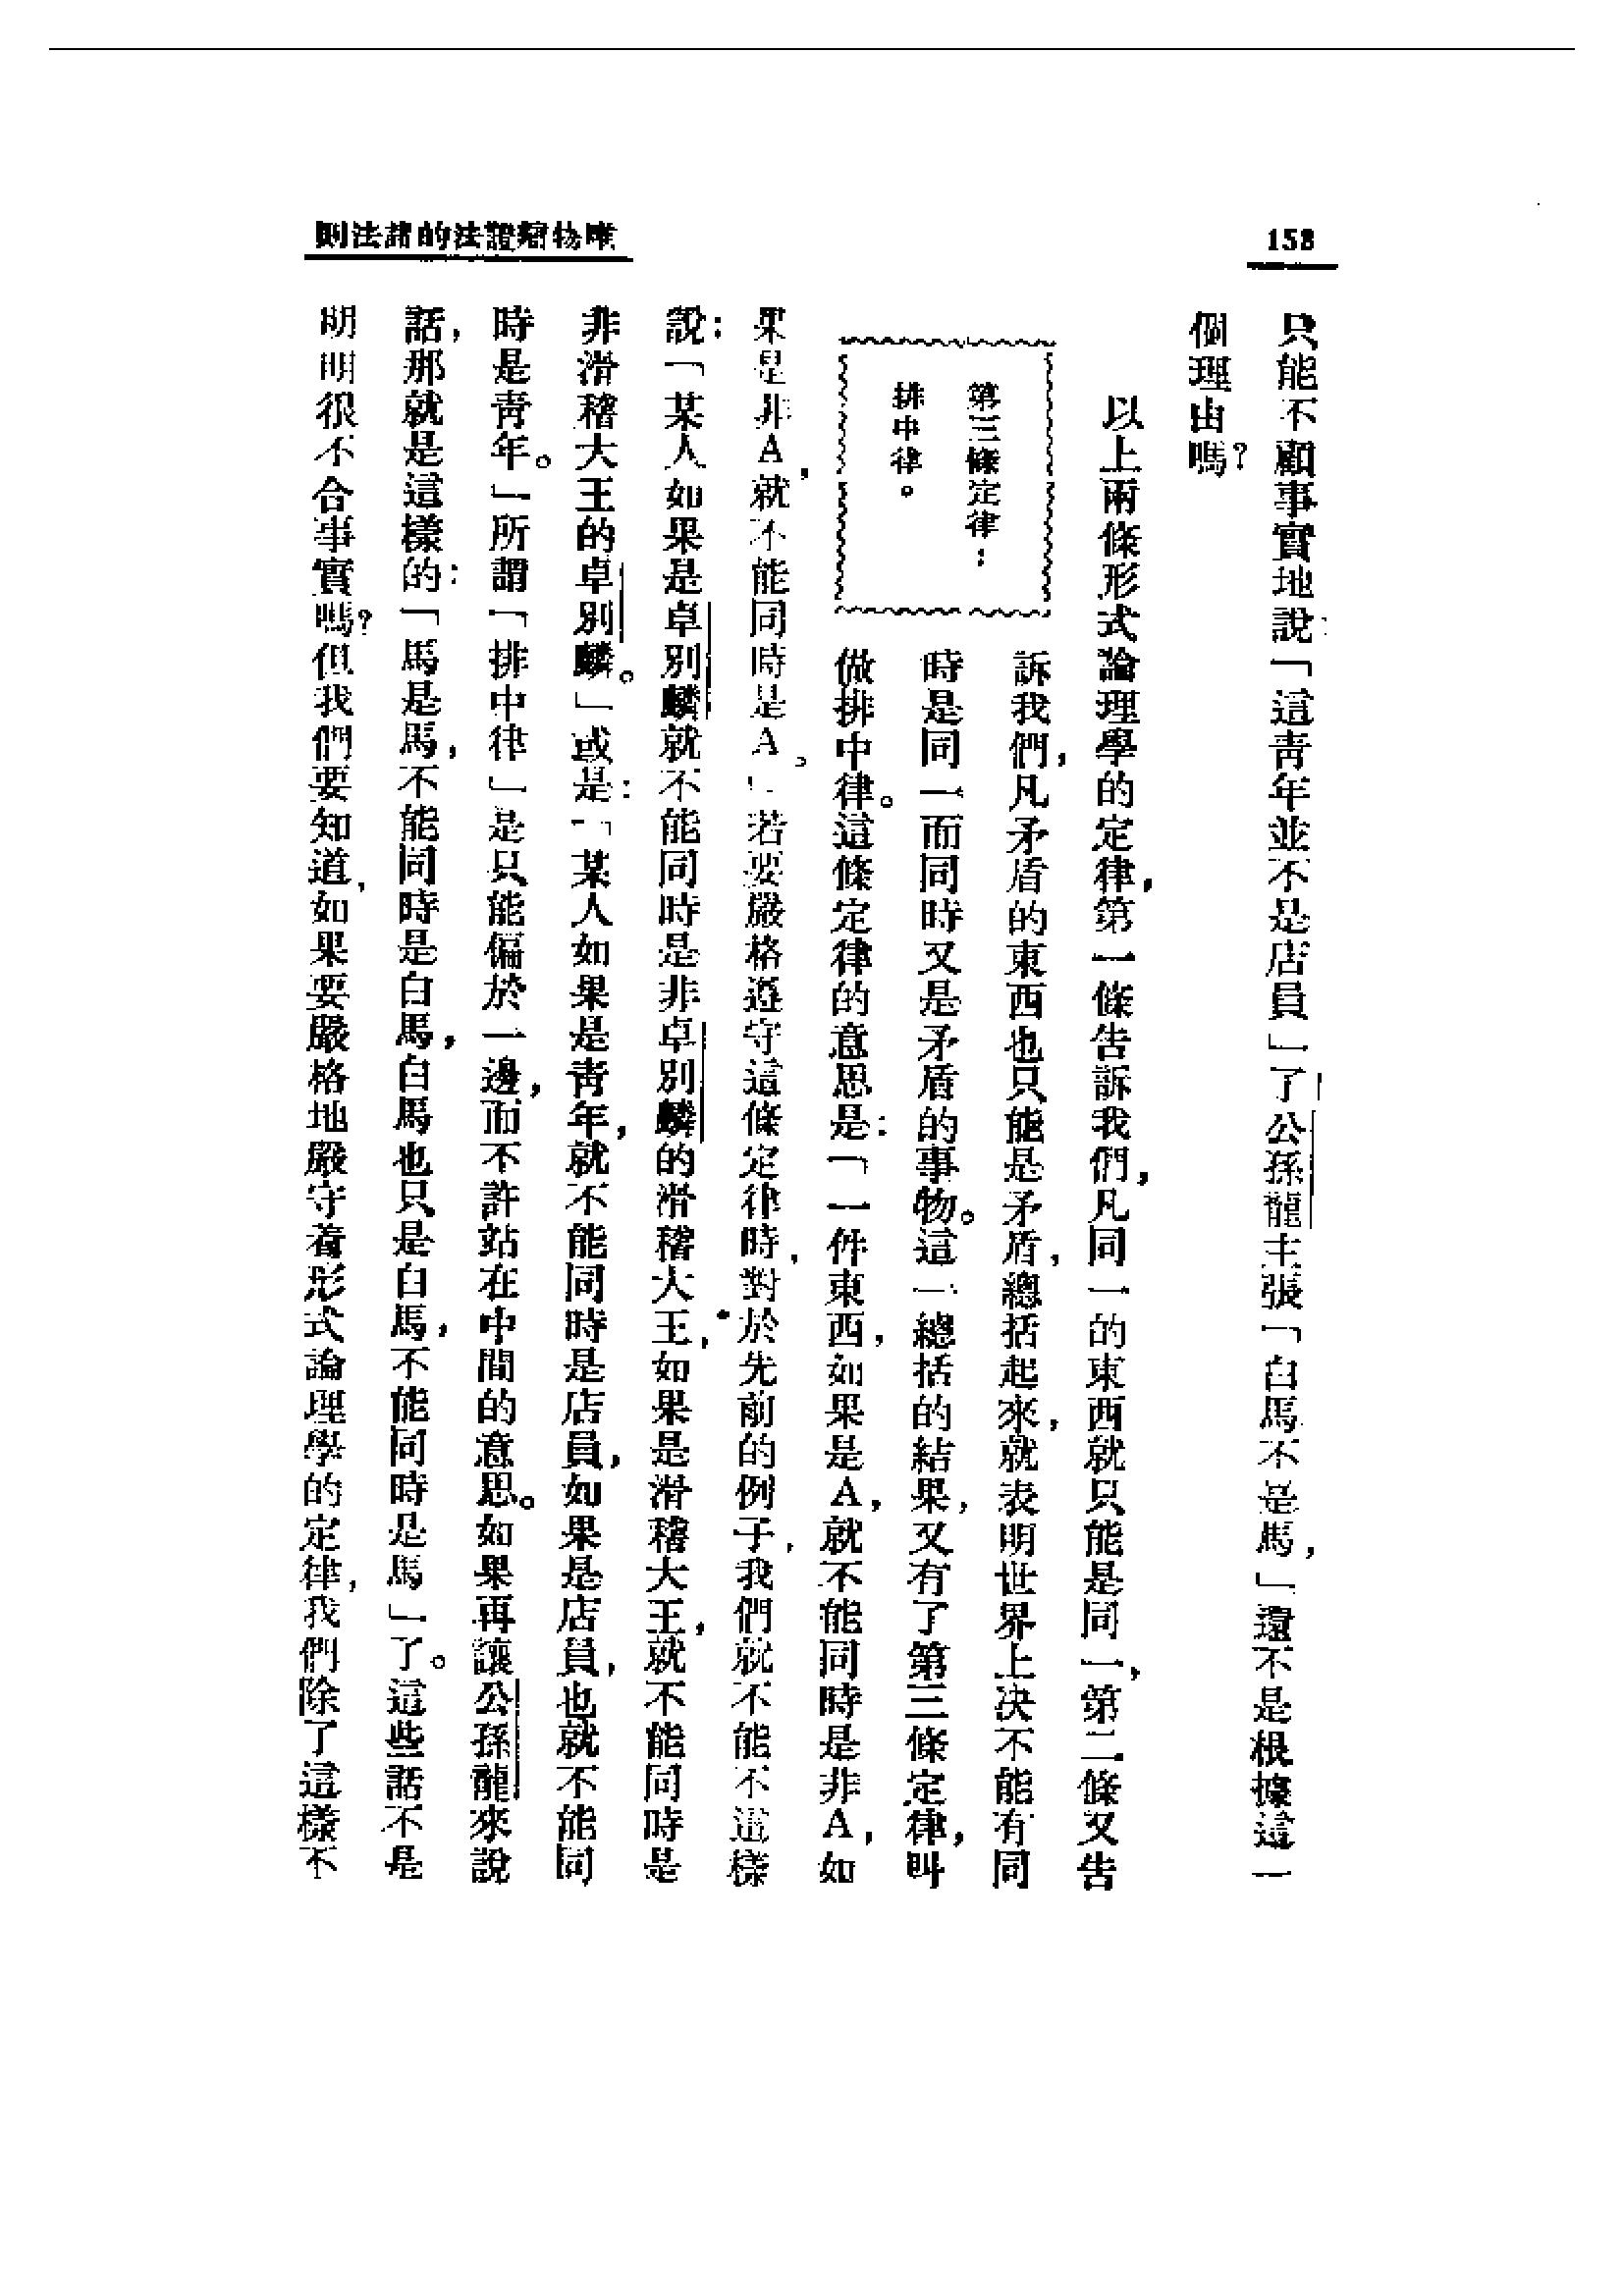 158
唯物辯證法的諸法則
只能不顧事實地說：「這青年並不是店員」了公孫龍主張「白馬不是馬，」還不是根據這一
個理由嗎？
以上兩條形式論理學的定律，第一條告訴我們，凡同一的東西就只能是同一，第二條又告
第三條定律：
排中律。
訴我們，凡矛盾的東西也只能是矛盾，總括起來，就表明世界上決不能有同
時是同一而同時又是矛盾的事物。這一總括的結果，又有了第三條定律，叫
做排中律。這條定律的意思是：「一件東西，如果是A，就不能同時是非A，如
果是非A，就不能同時是A。」若要嚴格遵守這條定律時，對於先前的例子，我們就不能不這樣
說：「某人如果是卓別麟就不能同時是非卓別麟的滑稽大王，如果是滑稽大王，就不能同時是
非滑稽大王的卓別麟。」或是：「某人如果是青年，就不能同時是店員，如果是店員，也就不能同
時是青年。」所謂「排中律」是只能偏於一邊，而不許站在中間的意思。如果再讓公孫龍來說
話，那就是這樣的：「馬是馬，不能同時是白馬，白馬也只是白馬，不能同時是馬」了。這些話不是
明明很不合事實嗎？但我們要知道，如果要嚴格地嚴守着形式論理學的定律，我們除了這樣不